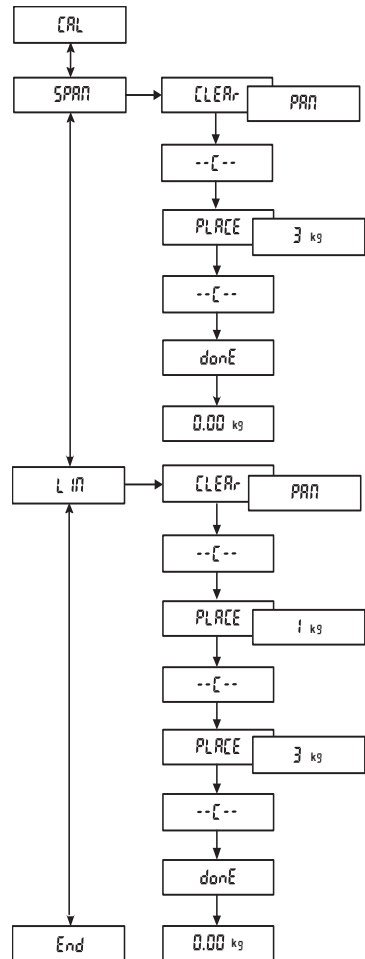 CAL
SPAN
CLEAr
PAN
--C--
PLACE
3 kg
--C--
donE
0.00 kg
LIN
CLEAr
PAN
--C--
PLACE
1 kg
--C--
PLACE
3 kg
--C--
donE
End
0.00 kg